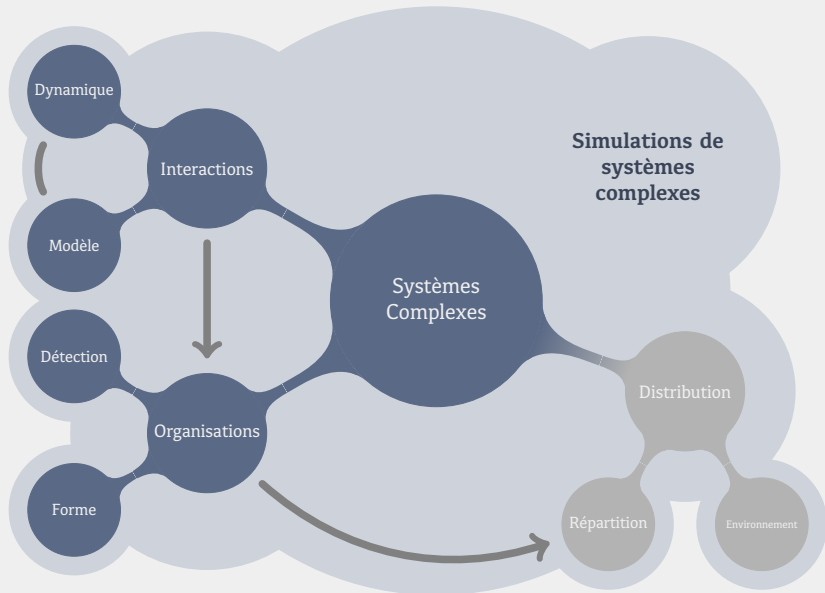 Dynamique
Interactions
Modèle
Détection
Organisations
Forme
Systèmes
Complexes
Simulations de
systèmes
complexes
Distribution
Répartition
Environnement